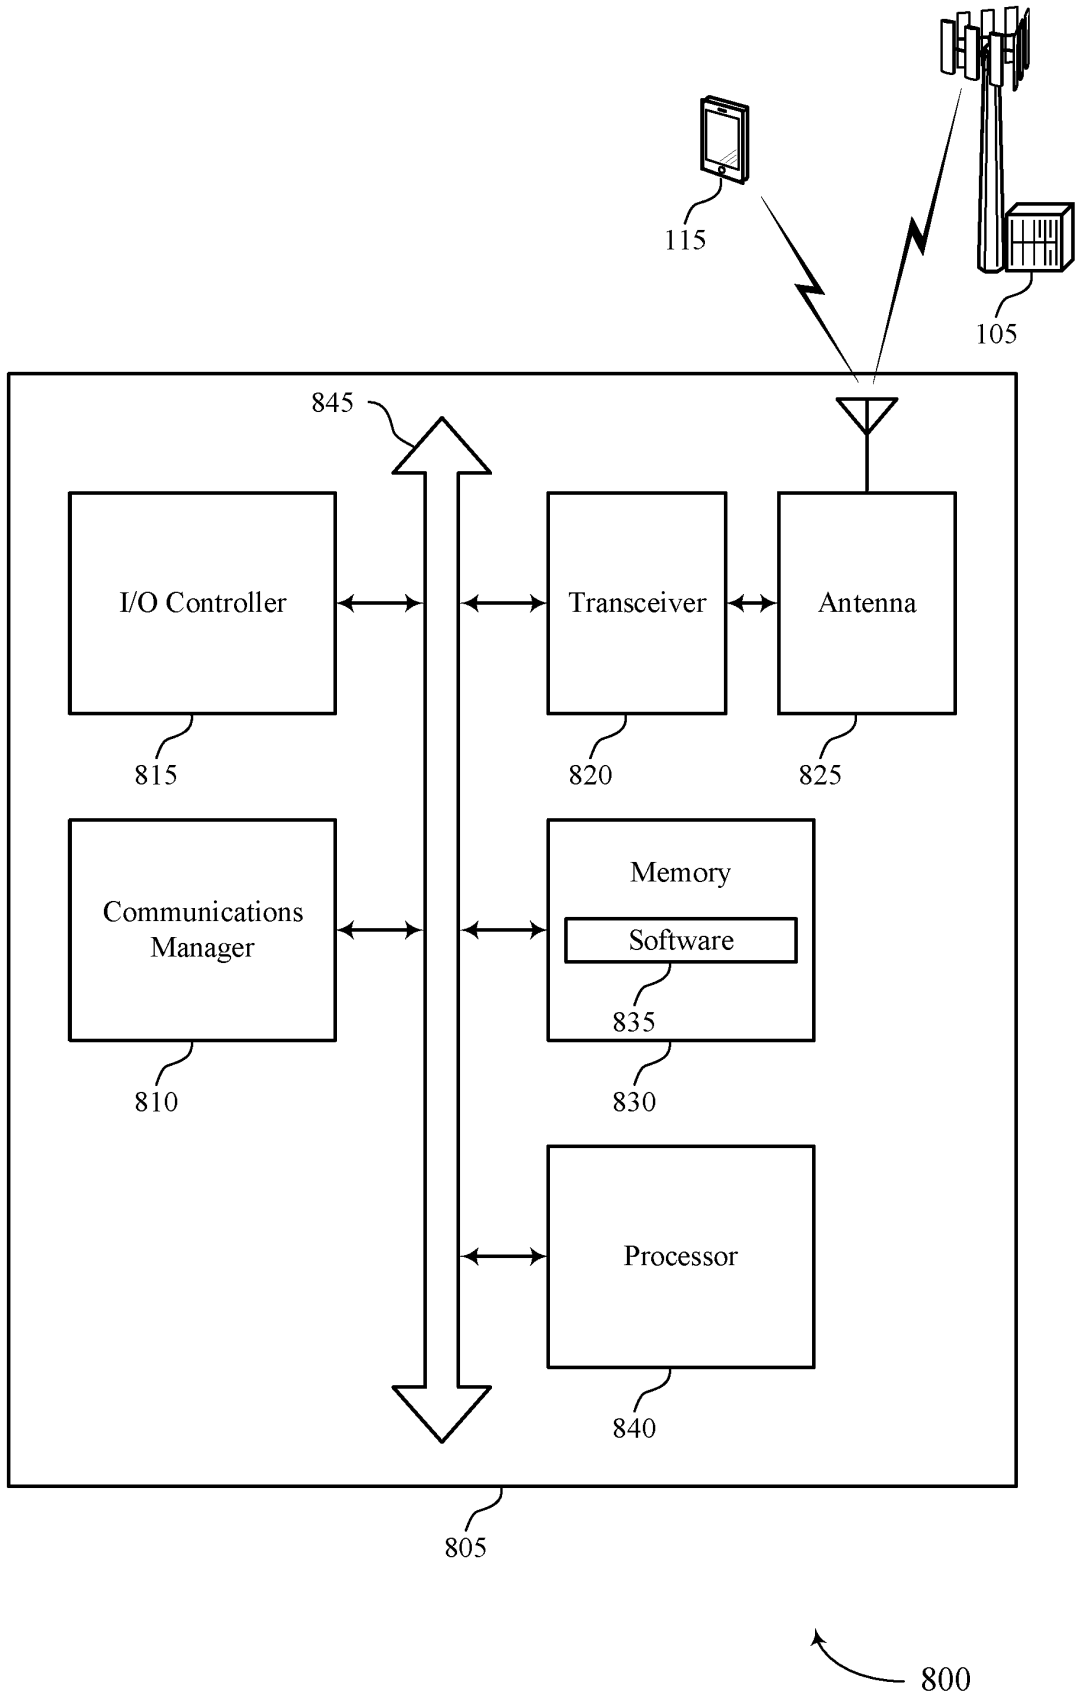 115
105
845
I/O Controller
Transceiver
Antenna
815
820
825
Communications
Manager
Memory
Software
835
810
830
Processor
840
805
800